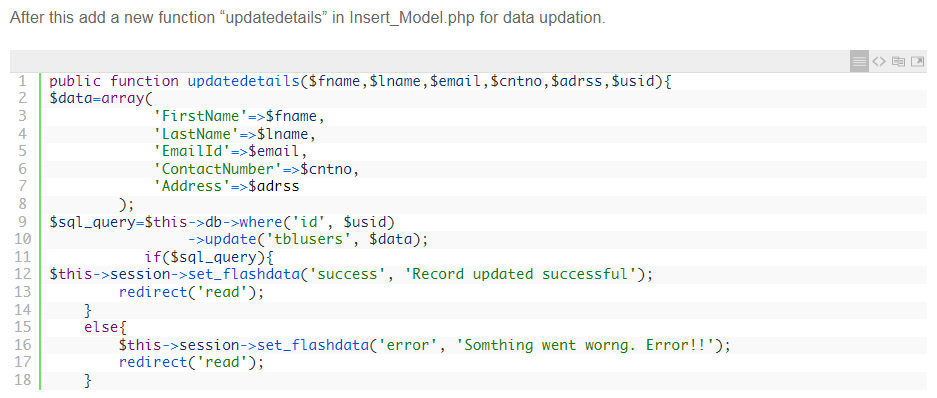 After this add a new function “updatedetails” in Insert_Model.php for data updation.
1 public function updatedetails($fname,$lname,$email,$cntno,$adrss,$usid){
2 $data=array(
3             'FirstName'=>$fname,
4             'LastName'=>$lname,
5             'EmailId'=>$email,
6             'ContactNumber'=>$cntno,
7             'Address'=>$adrss
8         );
9 $sql_query=$this->db->where('id', $usid)
10                 ->update('tblusers', $data);
11            if($sql_query){
12 $this->session->set_flashdata('success', 'Record updated successful');
13         redirect('read');
14     }
15     else{
16         $this->session->set_flashdata('error', 'Somthing went worng. Error!!');
17         redirect('read');
18     }